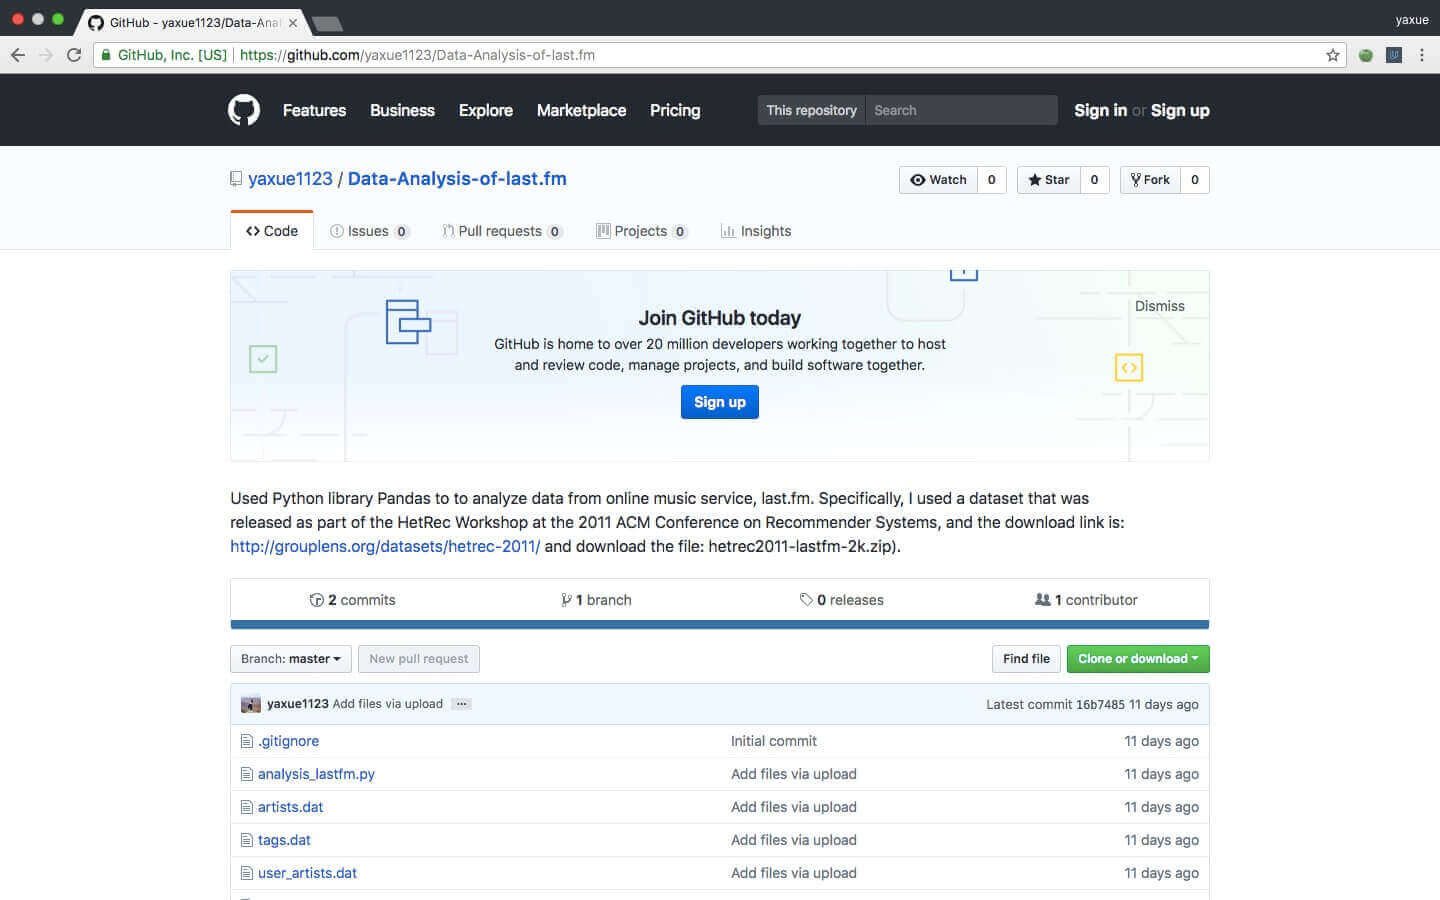 GitHub - yaxue1123/Data-Anal
yaxue
GitHub, Inc. [US] | https://github.com/yaxue1123/Data-Analysis-of-last.fm
Features Business Explore Marketplace Pricing This repository Search Sign in or Sign up
yaxue1123 / Data-Analysis-of-last.fm Watch 0 Star 0 Fork 0
Code Issues 0 Pull requests 0 Projects 0 Insights
Dismiss
Join GitHub today
GitHub is home to over 20 million developers working together to host
and review code, manage projects, and build software together.
Sign up
Used Python library Pandas to to analyze data from online music service, last.fm. Specifically, I used a dataset that was
released as part of the HetRec Workshop at the 2011 ACM Conference on Recommender Systems, and the download link is:
http://grouplens.org/datasets/hetrec-2011/ and download the file: hetrec2011-lastfm-2k.zip).
2 commits 1 branch 0 releases 1 contributor
Branch: master New pull request Find file Clone or download
yaxue1123 Add files via upload ... Latest commit 16b7485 11 days ago
.gitignore Initial commit 11 days ago
analysis_lastfm.py Add files via upload 11 days ago
artists.dat Add files via upload 11 days ago
tags.dat Add files via upload 11 days ago
user_artists.dat Add files via upload 11 days ago